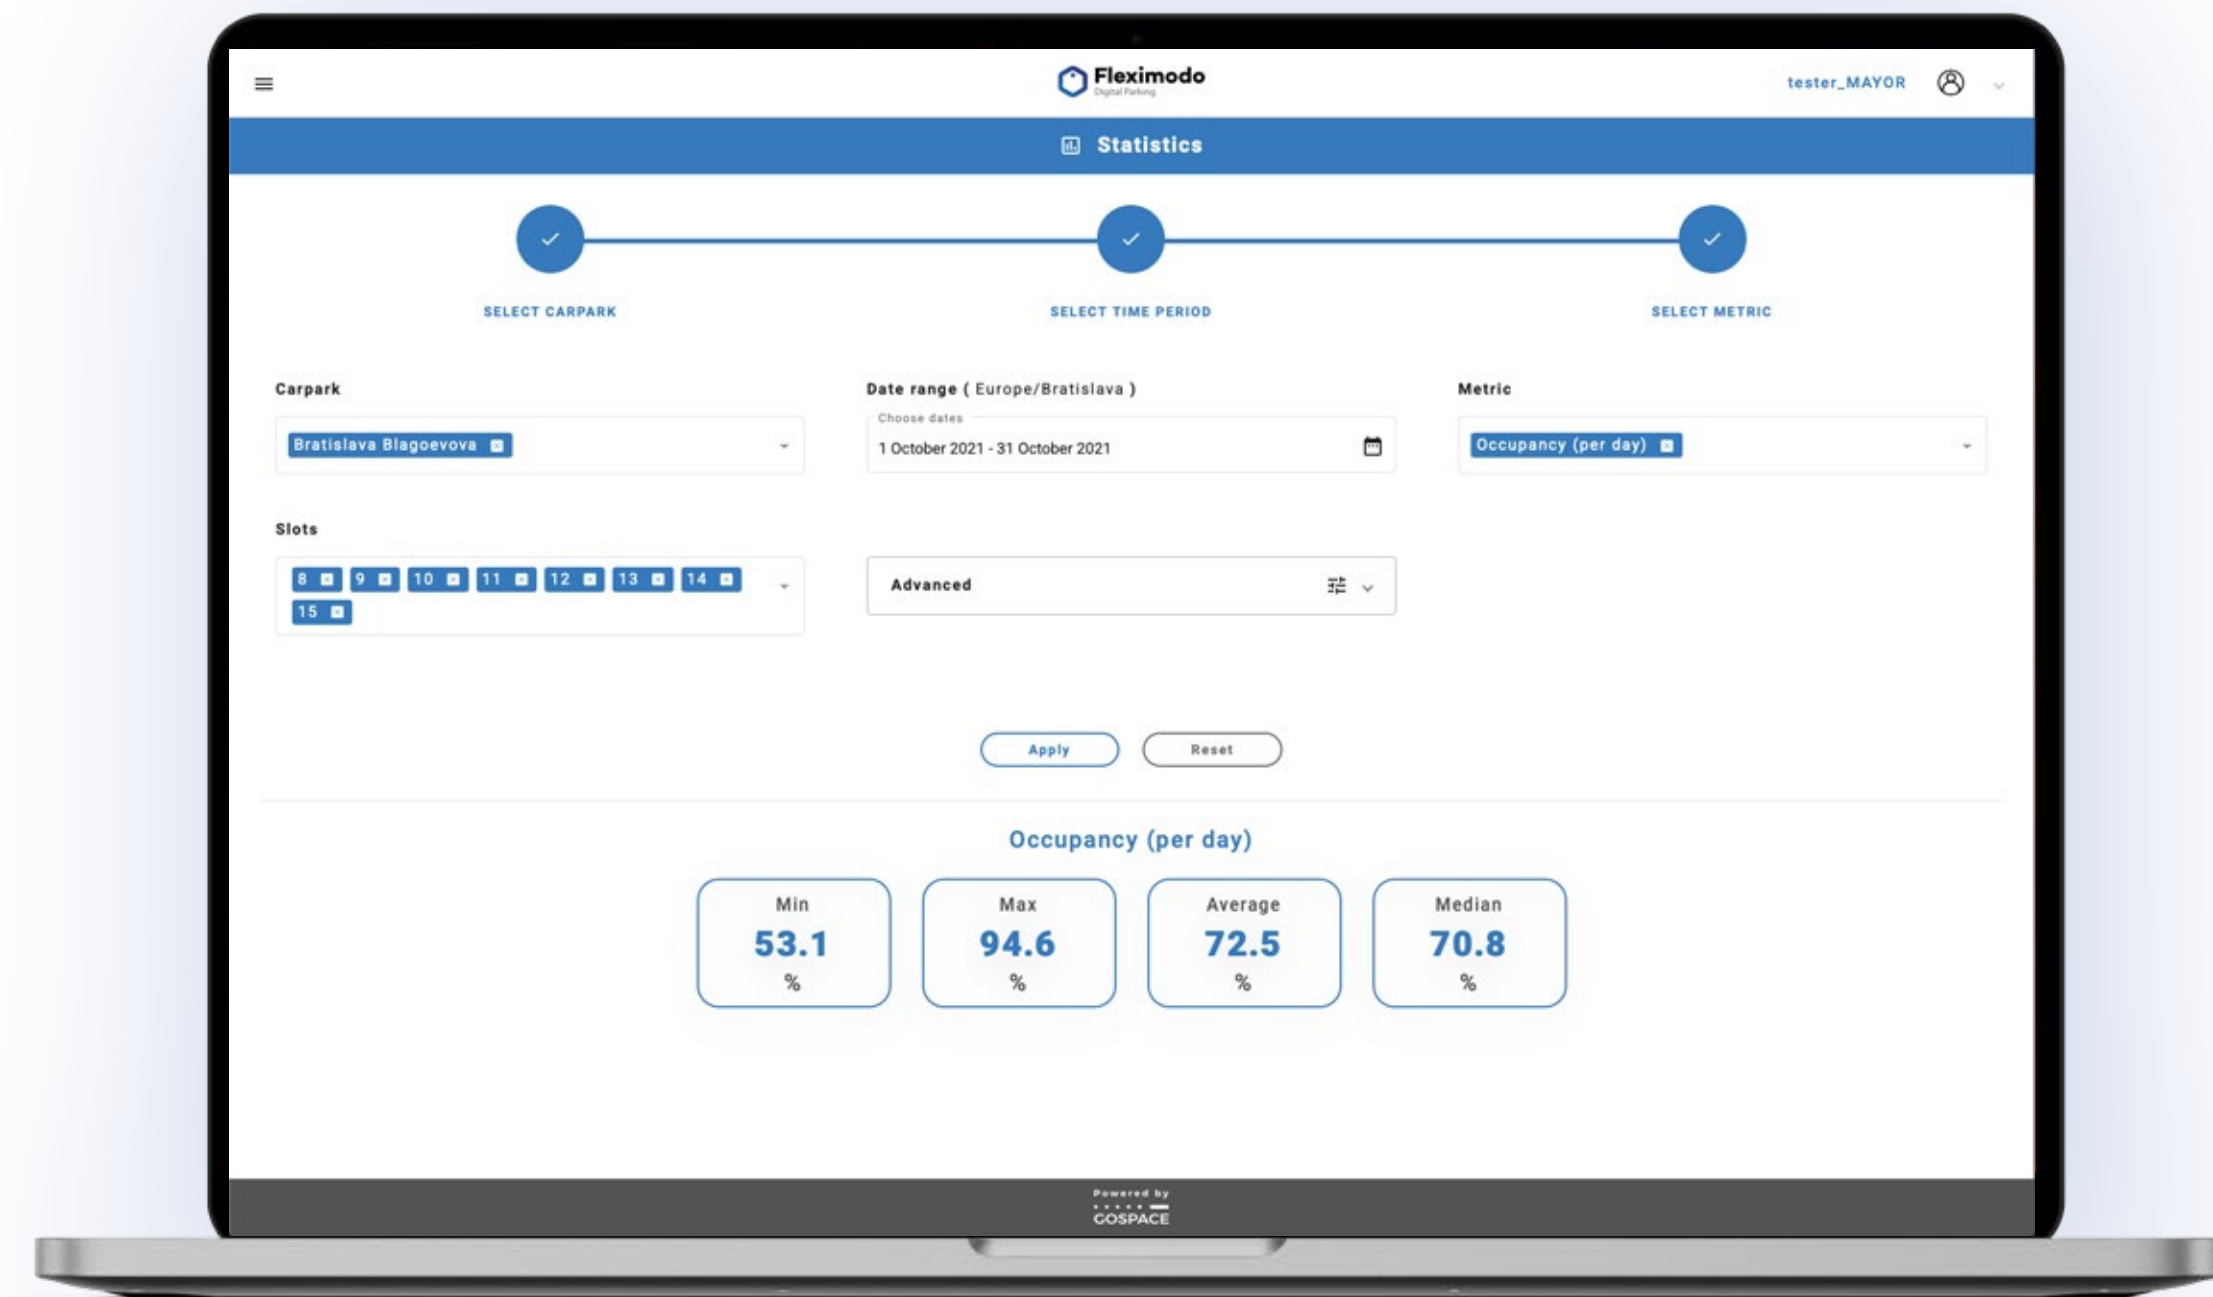 Fleximodo
Digital Parking
tester_MAYOR
Statistics
SELECT CARPARK
SELECT TIME PERIOD
SELECT METRIC
Carpark
Bratislava Blagoevova
Date range ( Europe/Bratislava )
Choose dates
1 October 2021 - 31 October 2021
Metric
Occupancy (per day)
Slots
8 9 10 11 12 13 14
15
Advanced
Apply
Reset
Occupancy (per day)
Min
53.1
%
Max
94.6
%
Average
72.5
%
Median
70.8
%
Powered by
GOSPACE